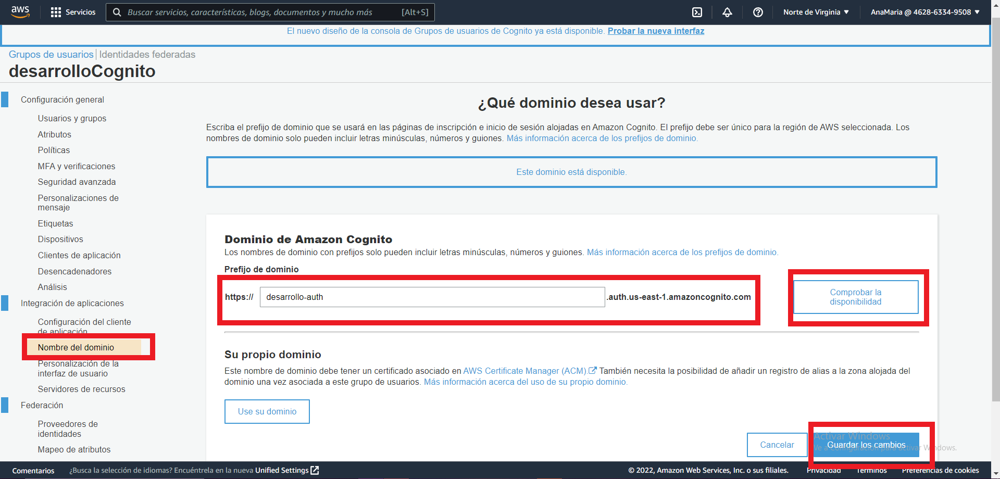 aws
Servicios
Buscar servicios, características, blogs, documentos y mucho más [Alt+S]
Norte de Virginia
AnaMaria @ 4628-6334-9508
El nuevo diseño de la consola de Grupos de usuarios de Cognito ya está disponible. Probar la nueva interfaz
Grupos de usuarios Identidades federadas
desarrolloCognito
Configuración general
Usuarios y grupos
Atributos
Políticas
MFA y verificaciones
Seguridad avanzada
Personalizaciones de
mensaje
Etiquetas
Dispositivos
Clientes de aplicación
Desencadenadores
Análisis
Integración de aplicaciones
Configuración del cliente
de aplicación
Nombre del dominio
Personalización de la
interfaz de usuario
Servidores de recursos
Federación
Proveedores de
identidades
Mapeo de atributos
¿Qué dominio desea usar?
Escriba el prefijo de dominio que se usará en las páginas de inscripción e inicio de sesión alojadas en Amazon Cognito. El prefijo debe ser único para la región de AWS seleccionada. Los
nombres de dominio solo pueden incluir letras minúsculas, números y guiones. Más información acerca de los prefijos de dominio.
Este dominio está disponible.
Dominio de Amazon Cognito
Los nombres de dominio con prefijos solo pueden incluir letras minúsculas, números y guiones. Más información acerca de los prefijos de dominio.
Prefijo de dominio
https:// desarrollo-auth .auth.us-east-1.amazoncognito.com
Comprobar la
disponibilidad
Su propio dominio
Este nombre de dominio debe tener un certificado asociado en AWS Certificate Manager (ACM). También necesita la posibilidad de añadir un registro de alias a la zona alojada del
dominio una vez asociada a este grupo de usuarios. Más información acerca del uso de su propio dominio.
Use su dominio
Cancelar
Guardar los cambios
Activar Windows
Ve a Configuración para activar Windows.
Comentarios
¿Busca la selección de idiomas? Encuéntrela en la nueva Unified Settings
© 2022, Amazon Web Services, Inc. o sus filiales.
Privacidad
Términos
Preferencias de cookies